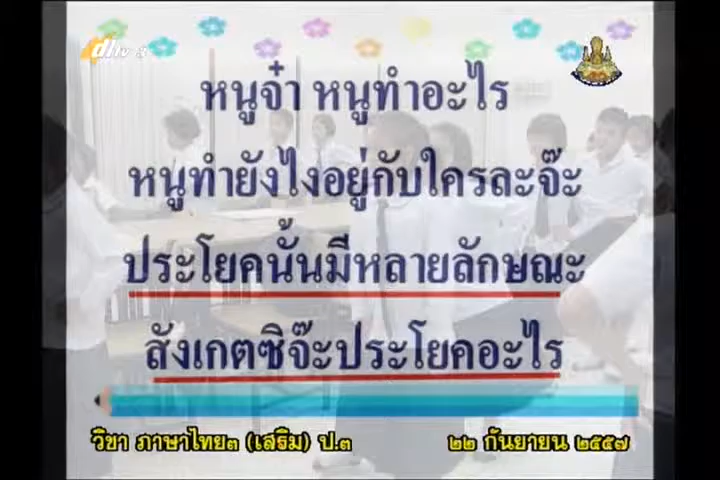 dltv 3
หนูจ๋า หนูทำอะไร
หนูทำยังไงอยู่กับใครละจ๊ะ
ประโยคนั้นมีหลายลักษณะ
สังเกตซิจ๊ะประโยคอะไร
วิขา ภาษาไทย๓ (เสริม) ป.๓
๒๒ กันยายน ๒๕๕๗